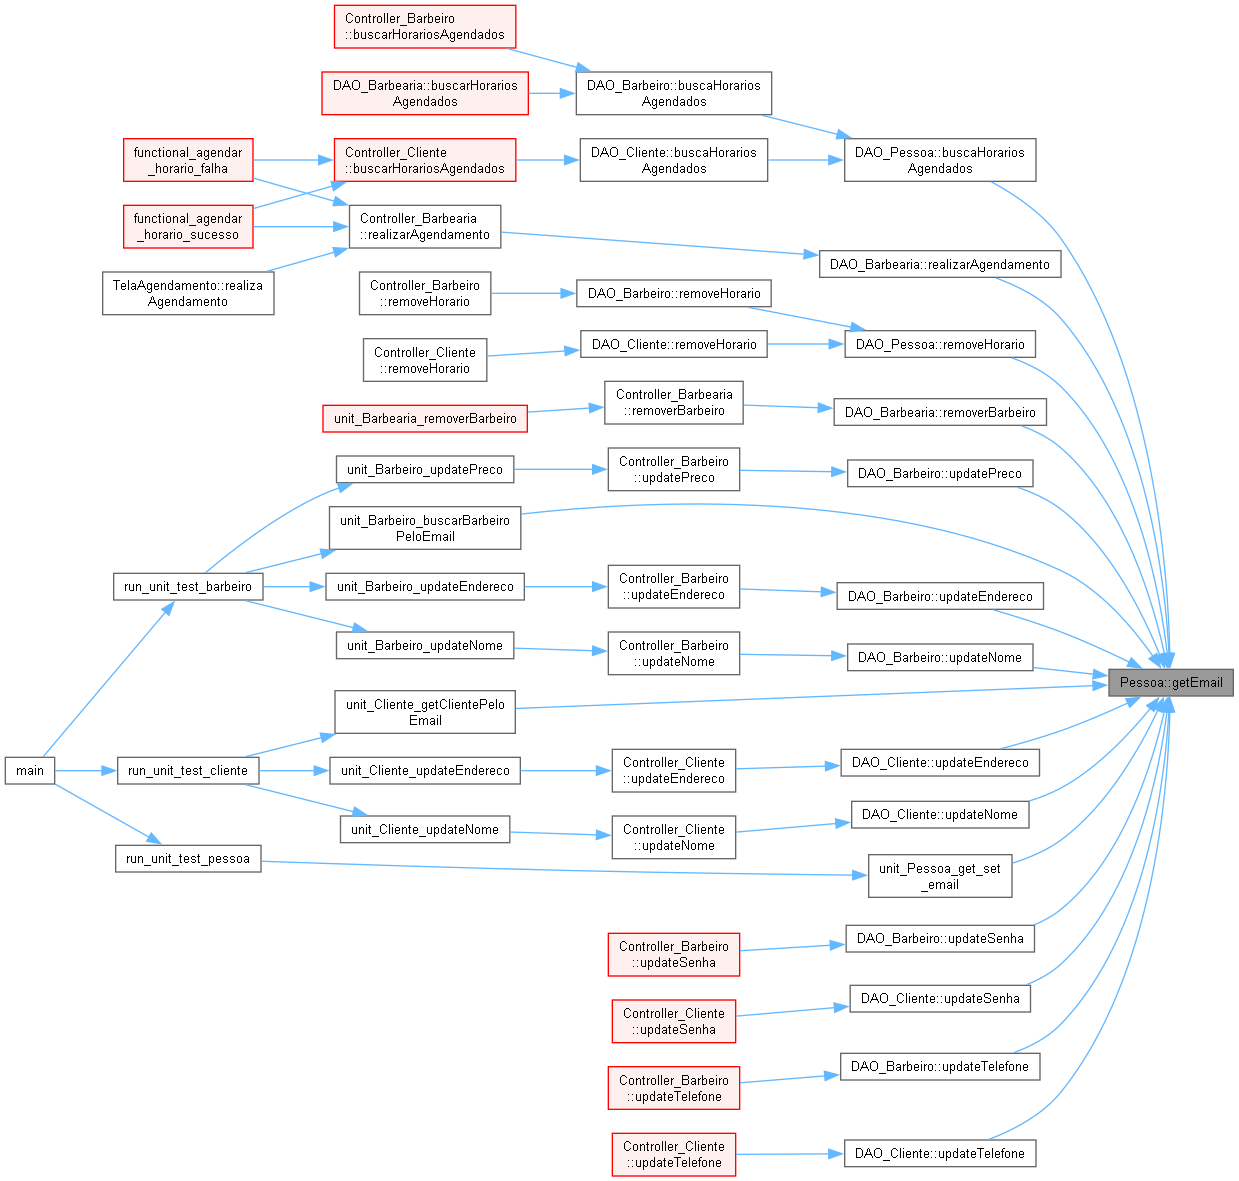 Controller_Barbeiro
::buscarHorariosAgendados
DAO_Barbearia::buscarHorarios
Agendados
DAO_Barbeiro::buscaHorarios
Agendados
functional_agendar
_horario_falha
Controller_Cliente
::buscarHorariosAgendados
DAO_Cliente::buscaHorarios
Agendados
DAO_Pessoa::buscaHorarios
Agendados
functional_agendar
_horario_sucesso
Controller_Barbearia
::realizarAgendamento
DAO_Barbearia::realizarAgendamento
TelaAgendamento::realiza
Agendamento
Controller_Barbeiro
::removeHorario
DAO_Barbeiro::removeHorario
Controller_Cliente
::removeHorario
DAO_Cliente::removeHorario
DAO_Pessoa::removeHorario
unit_Barbearia_removerBarbeiro
Controller_Barbearia
::removerBarbeiro
DAO_Barbearia::removerBarbeiro
unit_Barbeiro_updatePreco
Controller_Barbeiro
::updatePreco
DAO_Barbeiro::updatePreco
unit_Barbeiro_buscarBarbeiro
PeloEmail
run_unit_test_barbeiro
unit_Barbeiro_updateEndereco
Controller_Barbeiro
::updateEndereco
DAO_Barbeiro::updateEndereco
unit_Barbeiro_updateNome
Controller_Barbeiro
::updateNome
DAO_Barbeiro::updateNome
Pessoa::getEmail
unit_Cliente_getClientePelo
Email
main
run_unit_test_cliente
unit_Cliente_updateEndereco
Controller_Cliente
::updateEndereco
DAO_Cliente::updateEndereco
unit_Cliente_updateNome
Controller_Cliente
::updateNome
DAO_Cliente::updateNome
run_unit_test_pessoa
unit_Pessoa_get_set
_email
Controller_Barbeiro
::updateSenha
DAO_Barbeiro::updateSenha
Controller_Cliente
::updateSenha
DAO_Cliente::updateSenha
Controller_Barbeiro
::updateTelefone
DAO_Barbeiro::updateTelefone
Controller_Cliente
::updateTelefone
DAO_Cliente::updateTelefone